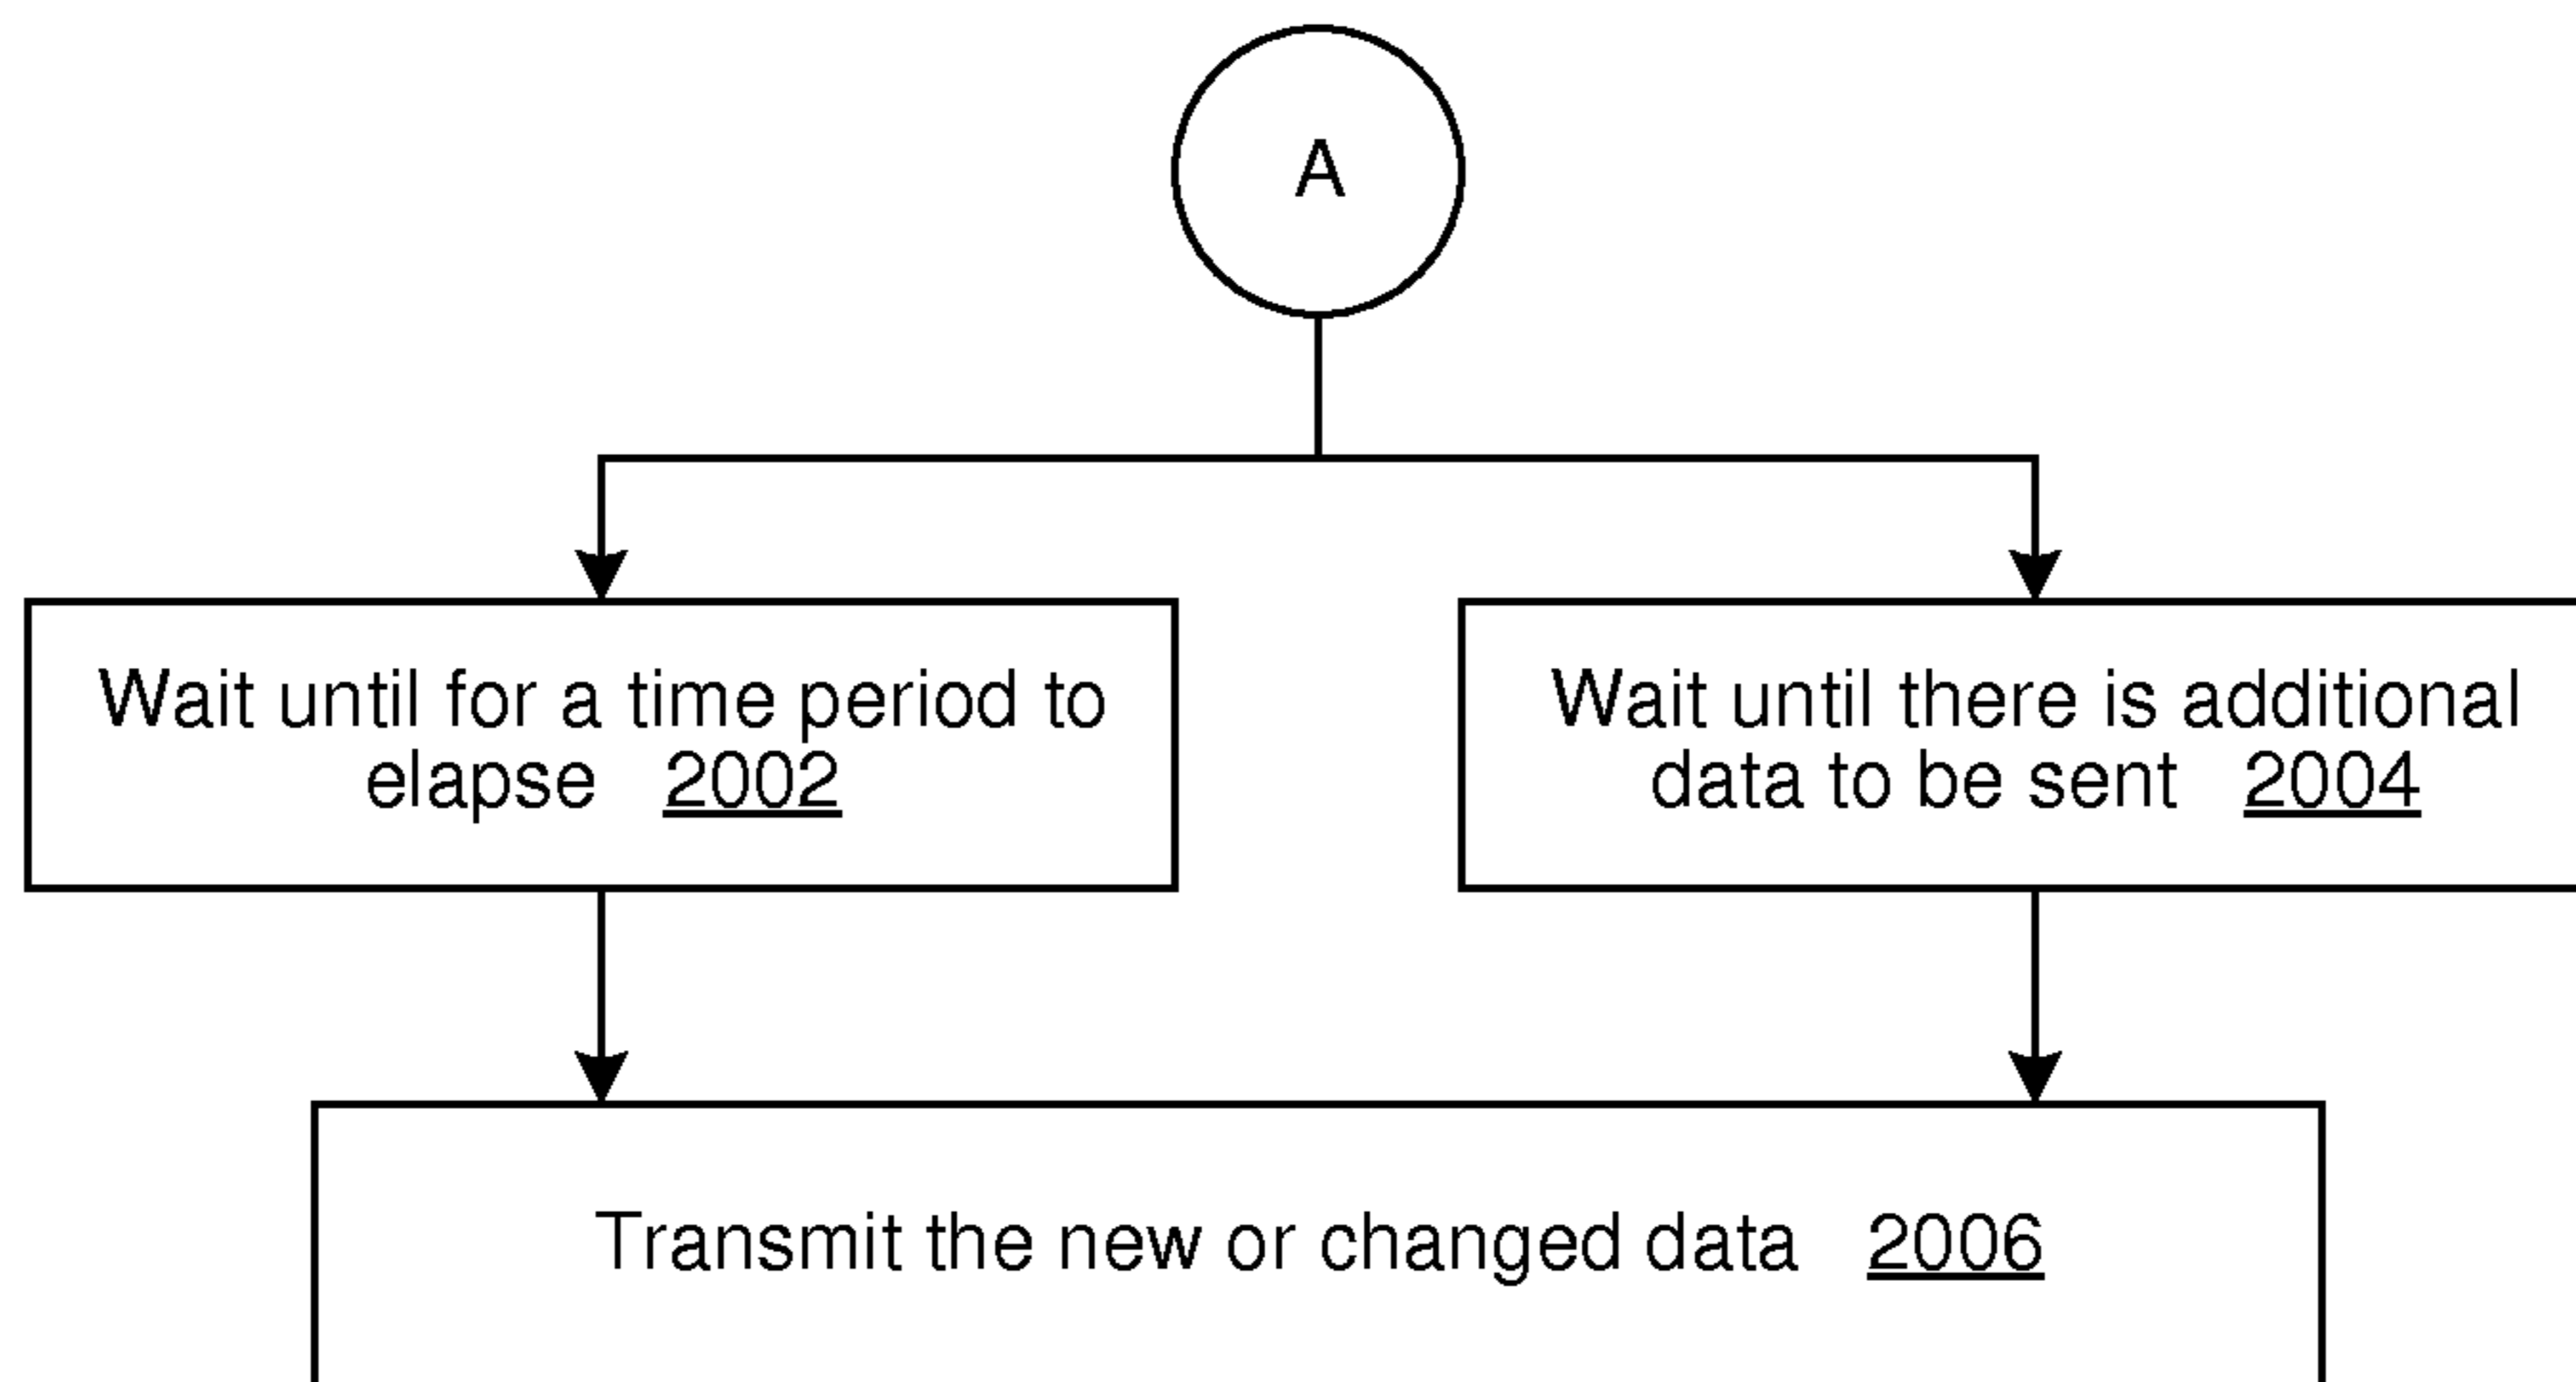 A
Wait until for a time period to
elapse 2002
Wait until there is additional
data to be sent 2004
Transmit the new or changed data 2006